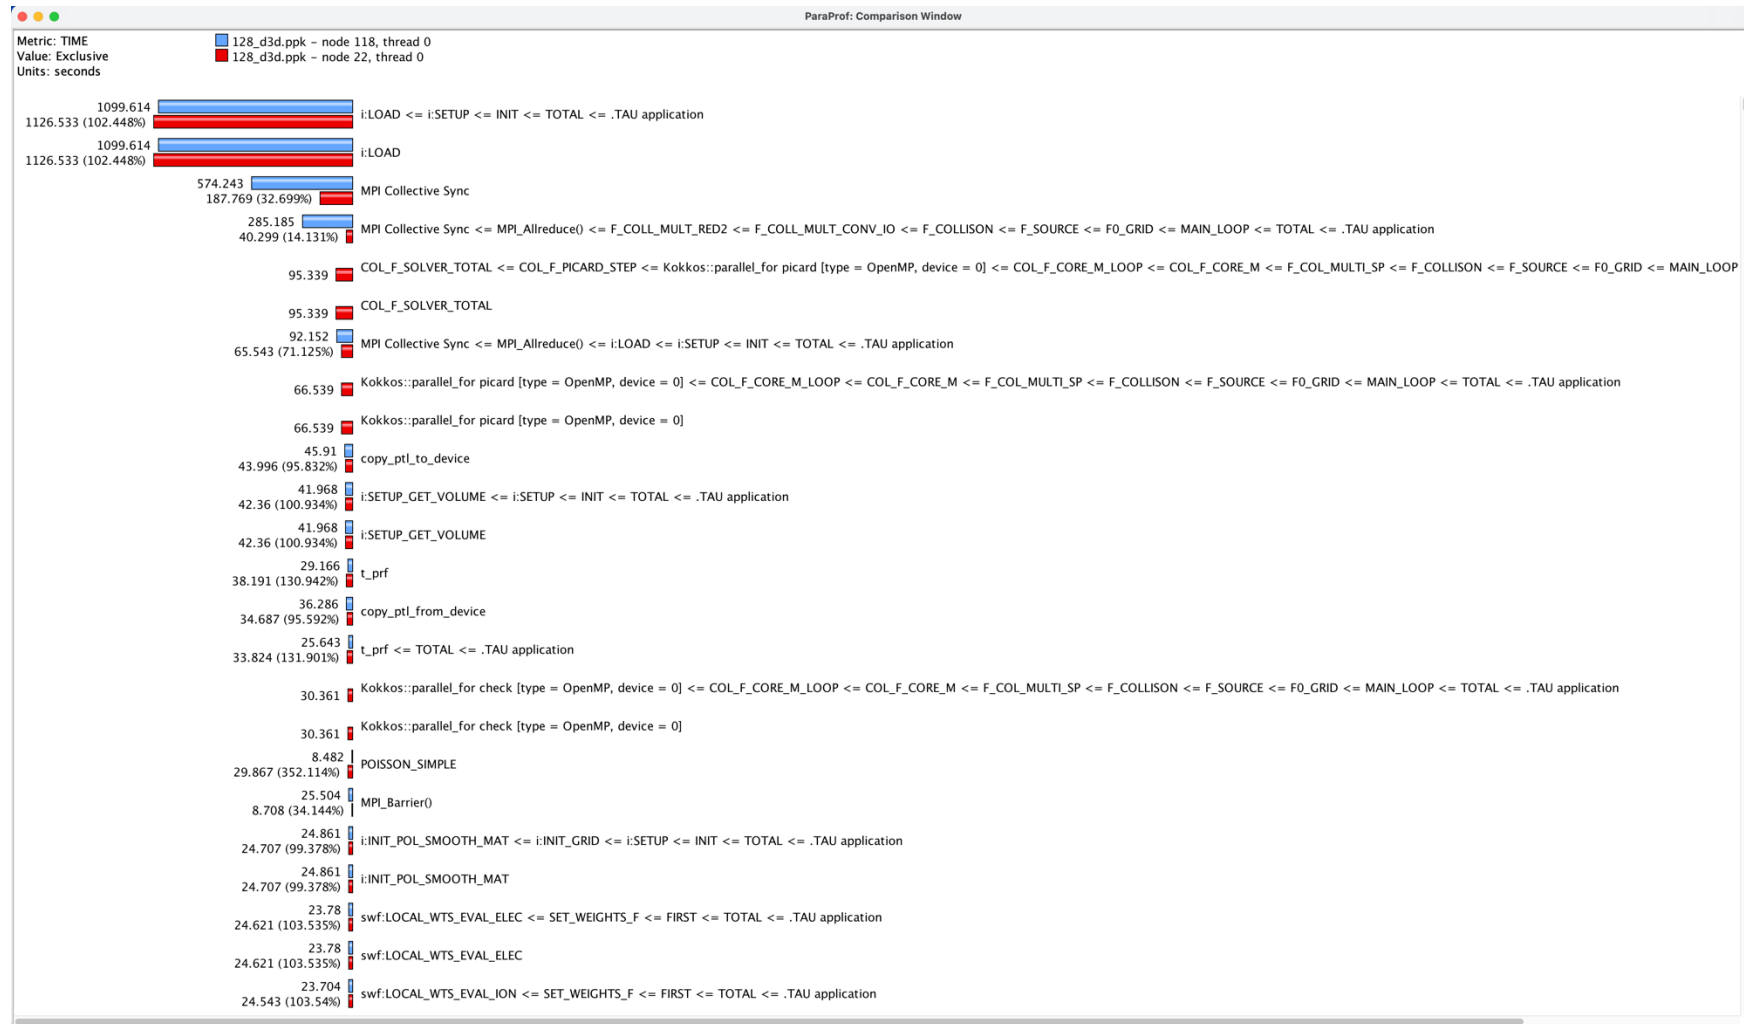 ParaProf: Comparison Window
Metric: TIME
Value: Exclusive
Units: seconds
128_d3d.ppk – node 118, thread 0
128_d3d.ppk – node 22, thread 0
1099.614
1126.533 (102.448%)
i:LOAD <= i:SETUP <= INIT <= TOTAL <= .TAU application
1099.614
1126.533 (102.448%)
i:LOAD
574.243
187.769 (32.699%)
MPI Collective Sync
285.185
40.299 (14.131%)
MPI Collective Sync <= MPI_Allreduce() <= F_COLL_MULT_RED2 <= F_COLL_MULT_CONV_IO <= F_COLLISON <= F_SOURCE <= F0_GRID <= MAIN_LOOP <= TOTAL <= .TAU application
95.339
COL_F_SOLVER_TOTAL <= COL_F_PICARD_STEP <= Kokkos::parallel_for picard [type = OpenMP, device = 0] <= COL_F_CORE_M_LOOP <= COL_F_CORE_M <= F_COL_MULTI_SP <= F_COLLISON <= F_SOURCE <= F0_GRID <= MAIN_LOOP
95.339
COL_F_SOLVER_TOTAL
92.152
65.543 (71.125%)
MPI Collective Sync <= MPI_Allreduce() <= i:LOAD <= i:SETUP <= INIT <= TOTAL <= .TAU application
66.539
Kokkos::parallel_for picard [type = OpenMP, device = 0] <= COL_F_CORE_M_LOOP <= COL_F_CORE_M <= F_COL_MULTI_SP <= F_COLLISON <= F_SOURCE <= F0_GRID <= MAIN_LOOP <= TOTAL <= .TAU application
66.539
Kokkos::parallel_for picard [type = OpenMP, device = 0]
45.91
43.996 (95.832%)
copy_ptl_to_device
41.968
42.36 (100.934%)
i:SETUP_GET_VOLUME <= i:SETUP <= INIT <= TOTAL <= .TAU application
41.968
42.36 (100.934%)
i:SETUP_GET_VOLUME
29.166
38.191 (130.942%)
t_prf
36.286
34.687 (95.592%)
copy_ptl_from_device
25.643
33.824 (131.901%)
t_prf <= TOTAL <= .TAU application
30.361
Kokkos::parallel_for check [type = OpenMP, device = 0] <= COL_F_CORE_M_LOOP <= COL_F_CORE_M <= F_COL_MULTI_SP <= F_COLLISON <= F_SOURCE <= F0_GRID <= MAIN_LOOP <= TOTAL <= .TAU application
30.361
Kokkos::parallel_for check [type = OpenMP, device = 0]
8.482
29.867 (352.114%)
POISSON_SIMPLE
25.504
8.708 (34.144%)
MPI_Barrier()
24.861
24.707 (99.378%)
i:INIT_POL_SMOOTH_MAT <= i:INIT_GRID <= i:SETUP <= INIT <= TOTAL <= .TAU application
24.861
24.707 (99.378%)
i:INIT_POL_SMOOTH_MAT
23.78
24.621 (103.535%)
swf:LOCAL_WTS_EVAL_ELEC <= SET_WEIGHTS_F <= FIRST <= TOTAL <= .TAU application
23.78
24.621 (103.535%)
swf:LOCAL_WTS_EVAL_ELEC
23.704
24.543 (103.54%)
swf:LOCAL_WTS_EVAL_ION <= SET_WEIGHTS_F <= FIRST <= TOTAL <= .TAU application